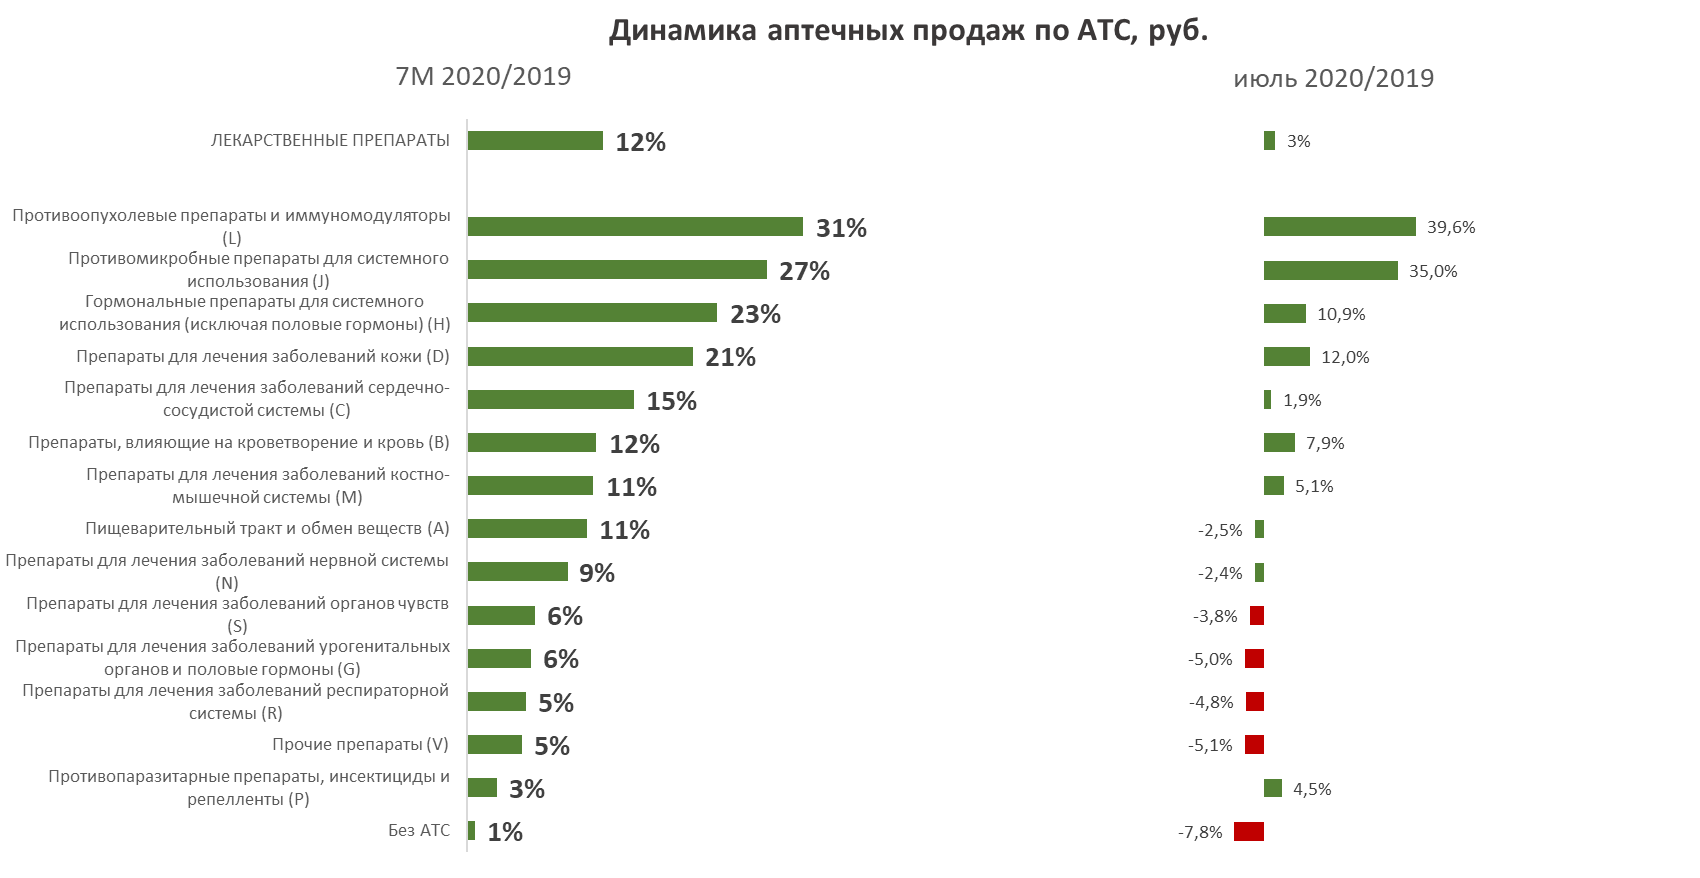 Динамика аптечных продаж по АТС, руб.
7М 2020/2019
июль 2020/2019
ЛЕКАРСТВЕННЫЕ ПРЕПАРАТЫ
12%
3%
Противоопухолевые препараты и иммуномодуляторы
(L)
31%
39,6%
Противомикробные препараты для системного
использования (J)
27%
35,0%
Гормональные препараты для системного
использования (исключая половые гормоны) (H)
23%
10,9%
Препараты для лечения заболеваний кожи (D)
21%
12,0%
Препараты для лечения заболеваний сердечно-
сосудистой системы (C)
15%
1,9%
Препараты, влияющие на кроветворение и кровь (B)
12%
7,9%
Препараты для лечения заболеваний костно-
мышечной системы (M)
11%
5,1%
Пищеварительный тракт и обмен веществ (A)
11%
-2,5%
Препараты для лечения заболеваний нервной системы
(N)
9%
-2,4%
Препараты для лечения заболеваний органов чувств
(S)
6%
-3,8%
Препараты для лечения заболеваний урогенитальных
органов и половые гормоны (G)
6%
-5,0%
Препараты для лечения заболеваний респираторной
системы (R)
5%
-4,8%
Прочие препараты (V)
5%
-5,1%
Противопаразитарные препараты, инсектициды и
репелленты (P)
3%
4,5%
Без АТС
1%
-7,8%